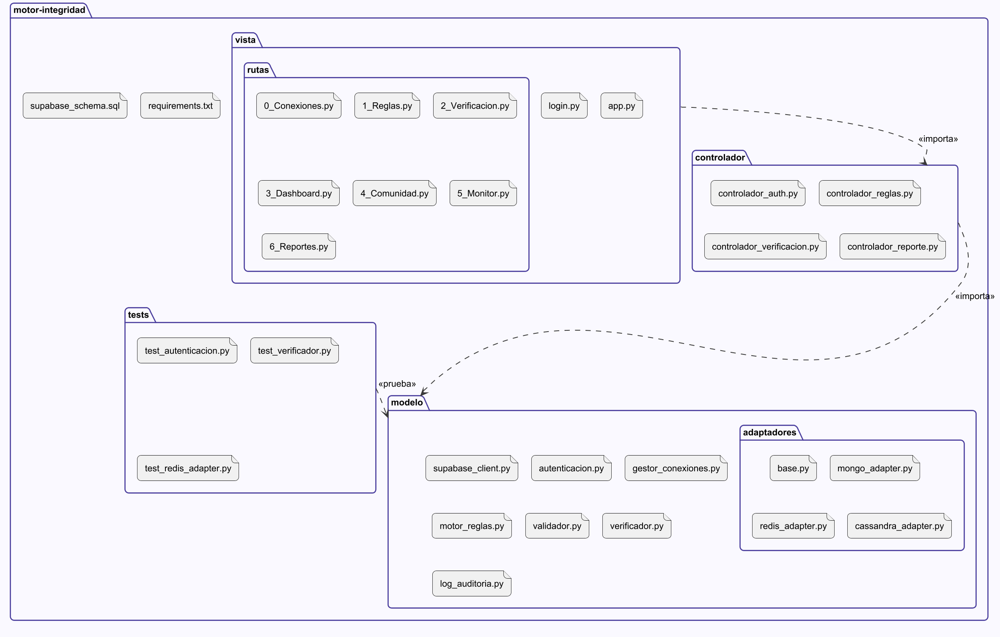 motor-integridad
vista
rutas
supabase_schema.sql
requirements.txt
0_Conexiones.py
1_Reglas.py
2_Verificacion.py
login.py
app.py
«importa»
controlador
3_Dashboard.py
4_Comunidad.py
5_Monitor.py
controlador_auth.py
controlador_reglas.py
6_Reportes.py
controlador_verificacion.py
controlador_reporte.py
«importa»
tests
test_autenticacion.py
test_verificador.py
«prueba»
modelo
adaptadores
test_redis_adapter.py
supabase_client.py
autenticacion.py
gestor_conexiones.py
base.py
mongo_adapter.py
motor_reglas.py
validador.py
verificador.py
redis_adapter.py
cassandra_adapter.py
log_auditoria.py